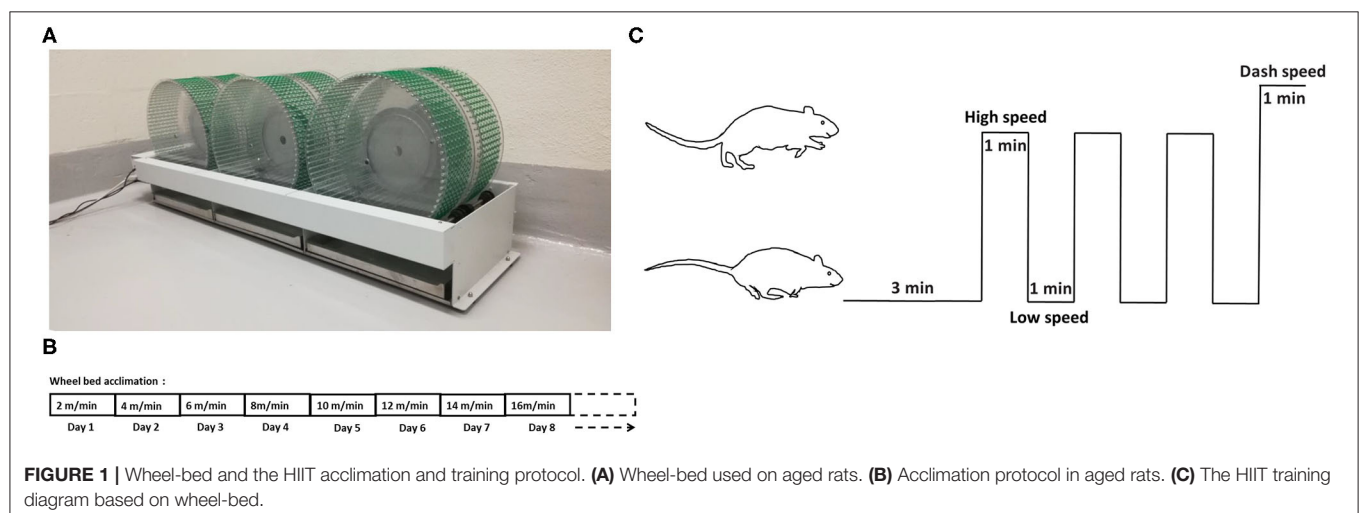 A
C
Dash speed
1 min
High speed
1 min
3 min
1 min
Low speed
B
Wheel bed acclimation :
2 m/min 4 m/min 6 m/min 8m/min 10 m/min 12 m/min 14 m/min 16m/min
Day 1 Day 2 Day 3 Day 4 Day 5 Day 6 Day 7 Day 8
FIGURE 1 | Wheel-bed and the HIIT acclimation and training protocol. (A) Wheel-bed used on aged rats. (B) Acclimation protocol in aged rats. (C) The HIIT training
diagram based on wheel-bed.